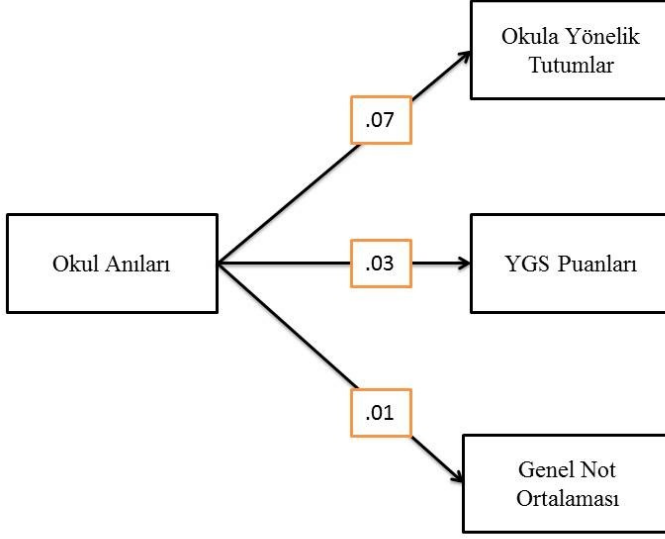 Okula Yönelik
Tutumlar
.07
Okul Anıları
.03
YGS Puanları
.01
Genel Not
Ortalaması